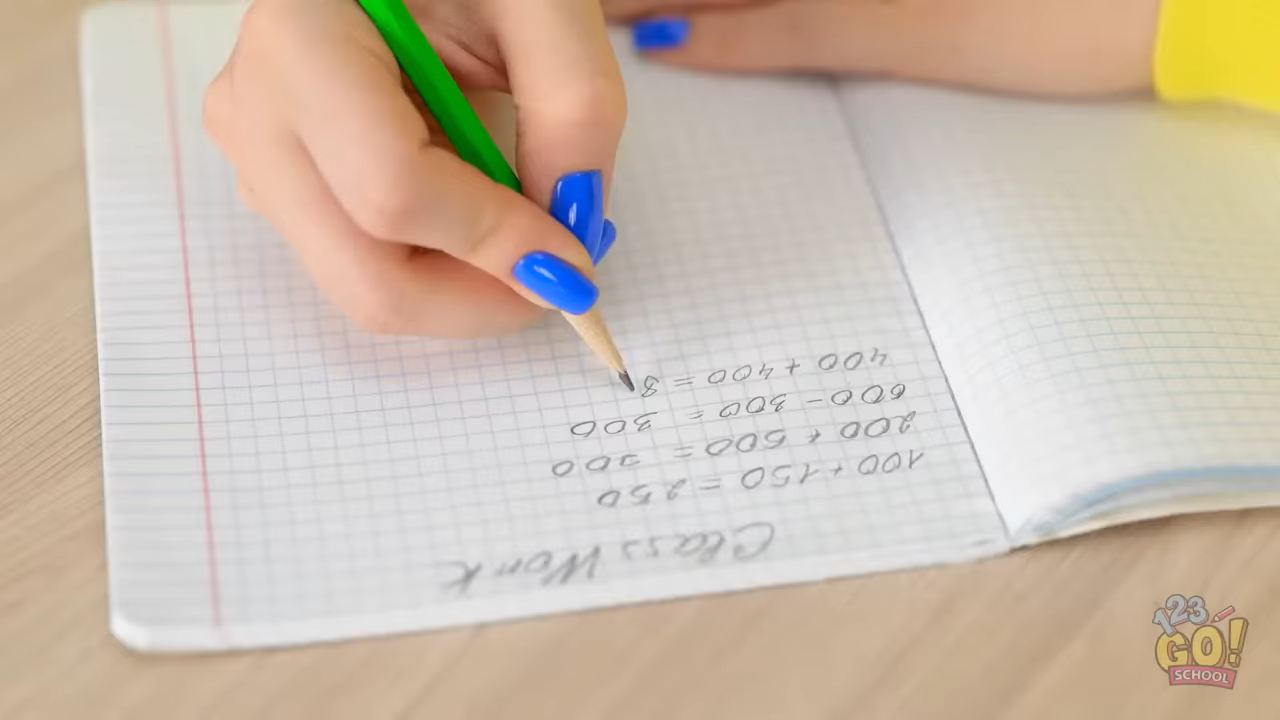 Class Work
100 + 150 = 250
200 + 500 = 700
600 - 300 = 300
400 + 400 = 8
123
GO!
SCHOOL